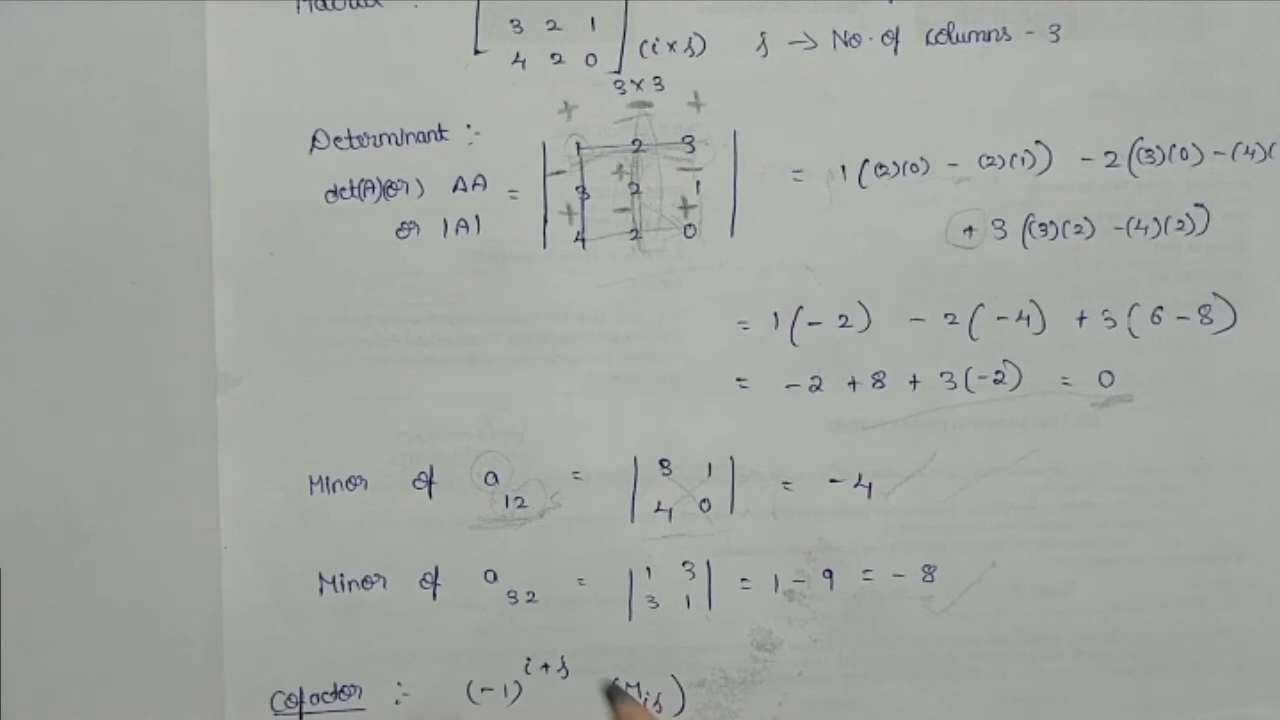 3 2 1
4 2 0 (i x j) j → No. of columns - 3
3 x 3
+ - +
Determinant :-
det(A) (or) ΔA or |A| = | 1 2 3 | = 1((2)(0) - (2)(1)) - 2((3)(0) - (4)(
- + -
| 3 2 1 |
+ - +
| 4 2 0 | + 3((3)(2) - (4)(2))
= 1(-2) - 2(-4) + 3(6 - 8)
= -2 + 8 + 3(-2) = 0
Minor of a12 = | 3 1 | = -4
| 4 0 |
Minor of a32 = | 1 3 | = 1 - 9 = - 8
| 3 1 |
Cofactor :- (-1)^i+j (Mij)